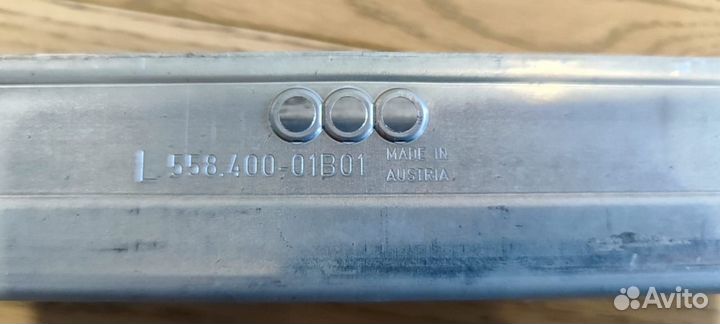 L 558.400-01B01
MADE IN
AUSTRIA
Avito